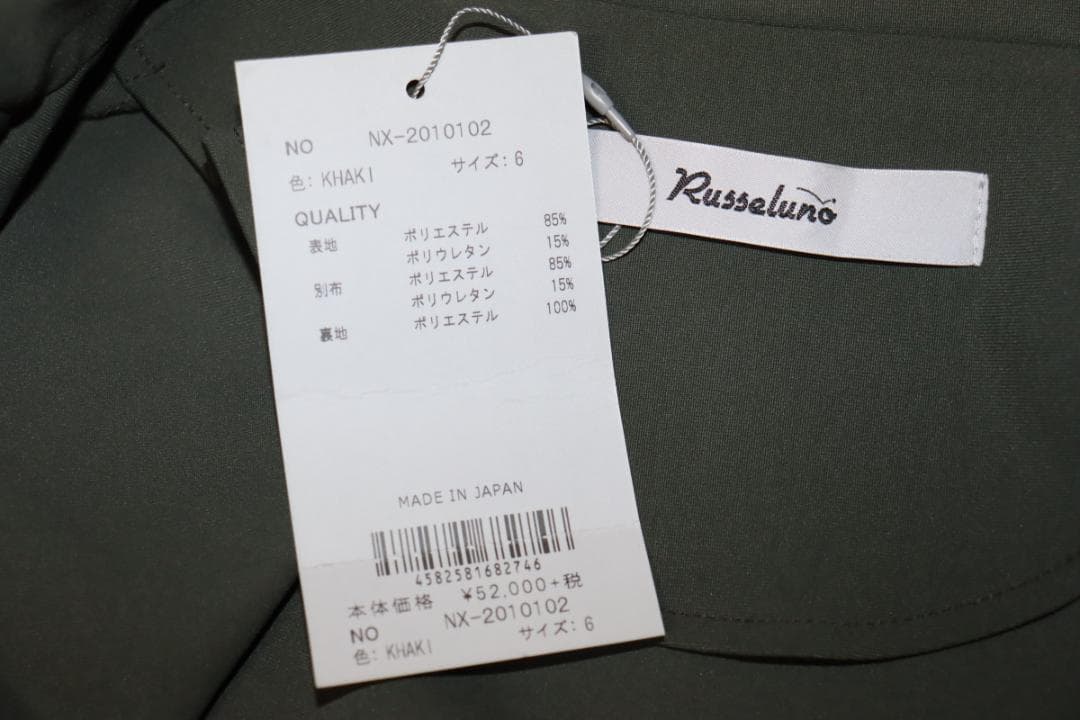 NO NX-2010102
色: KHAKI サイズ: 6
QUALITY
表地 ポリエステル 85%
ポリウレタン 15%
別布 ポリエステル 85%
ポリウレタン 15%
裏地 ポリエステル 100%
MADE IN JAPAN
4582581682746
本体価格 ¥52,000+税
NO NX-2010102
色: KHAKI サイズ: 6
Russeluno